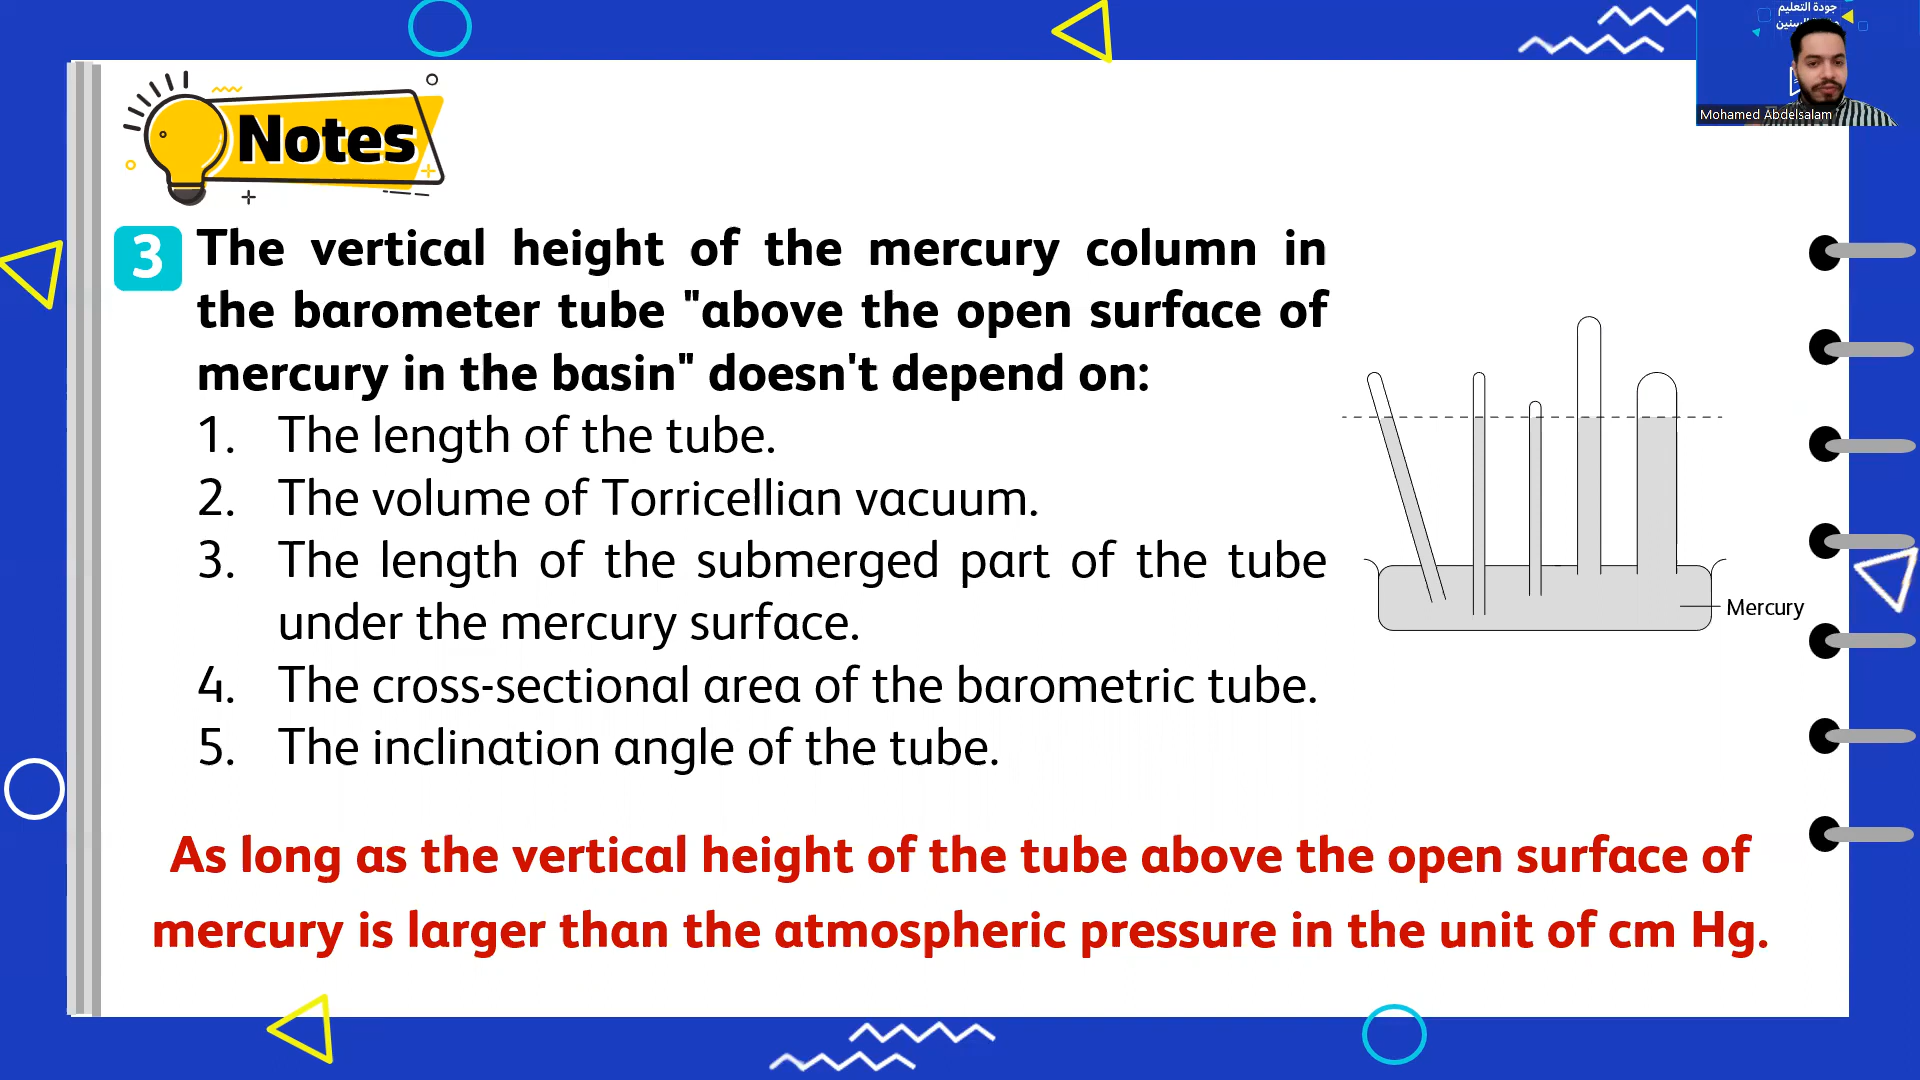 جودة التعليم
Mohamed Abdelsalam
Notes
3 The vertical height of the mercury column in
the barometer tube "above the open surface of
mercury in the basin" doesn't depend on:
1. The length of the tube.
2. The volume of Torricellian vacuum.
3. The length of the submerged part of the tube
under the mercury surface.
4. The cross-sectional area of the barometric tube.
5. The inclination angle of the tube.
Mercury
As long as the vertical height of the tube above the open surface of
mercury is larger than the atmospheric pressure in the unit of cm Hg.